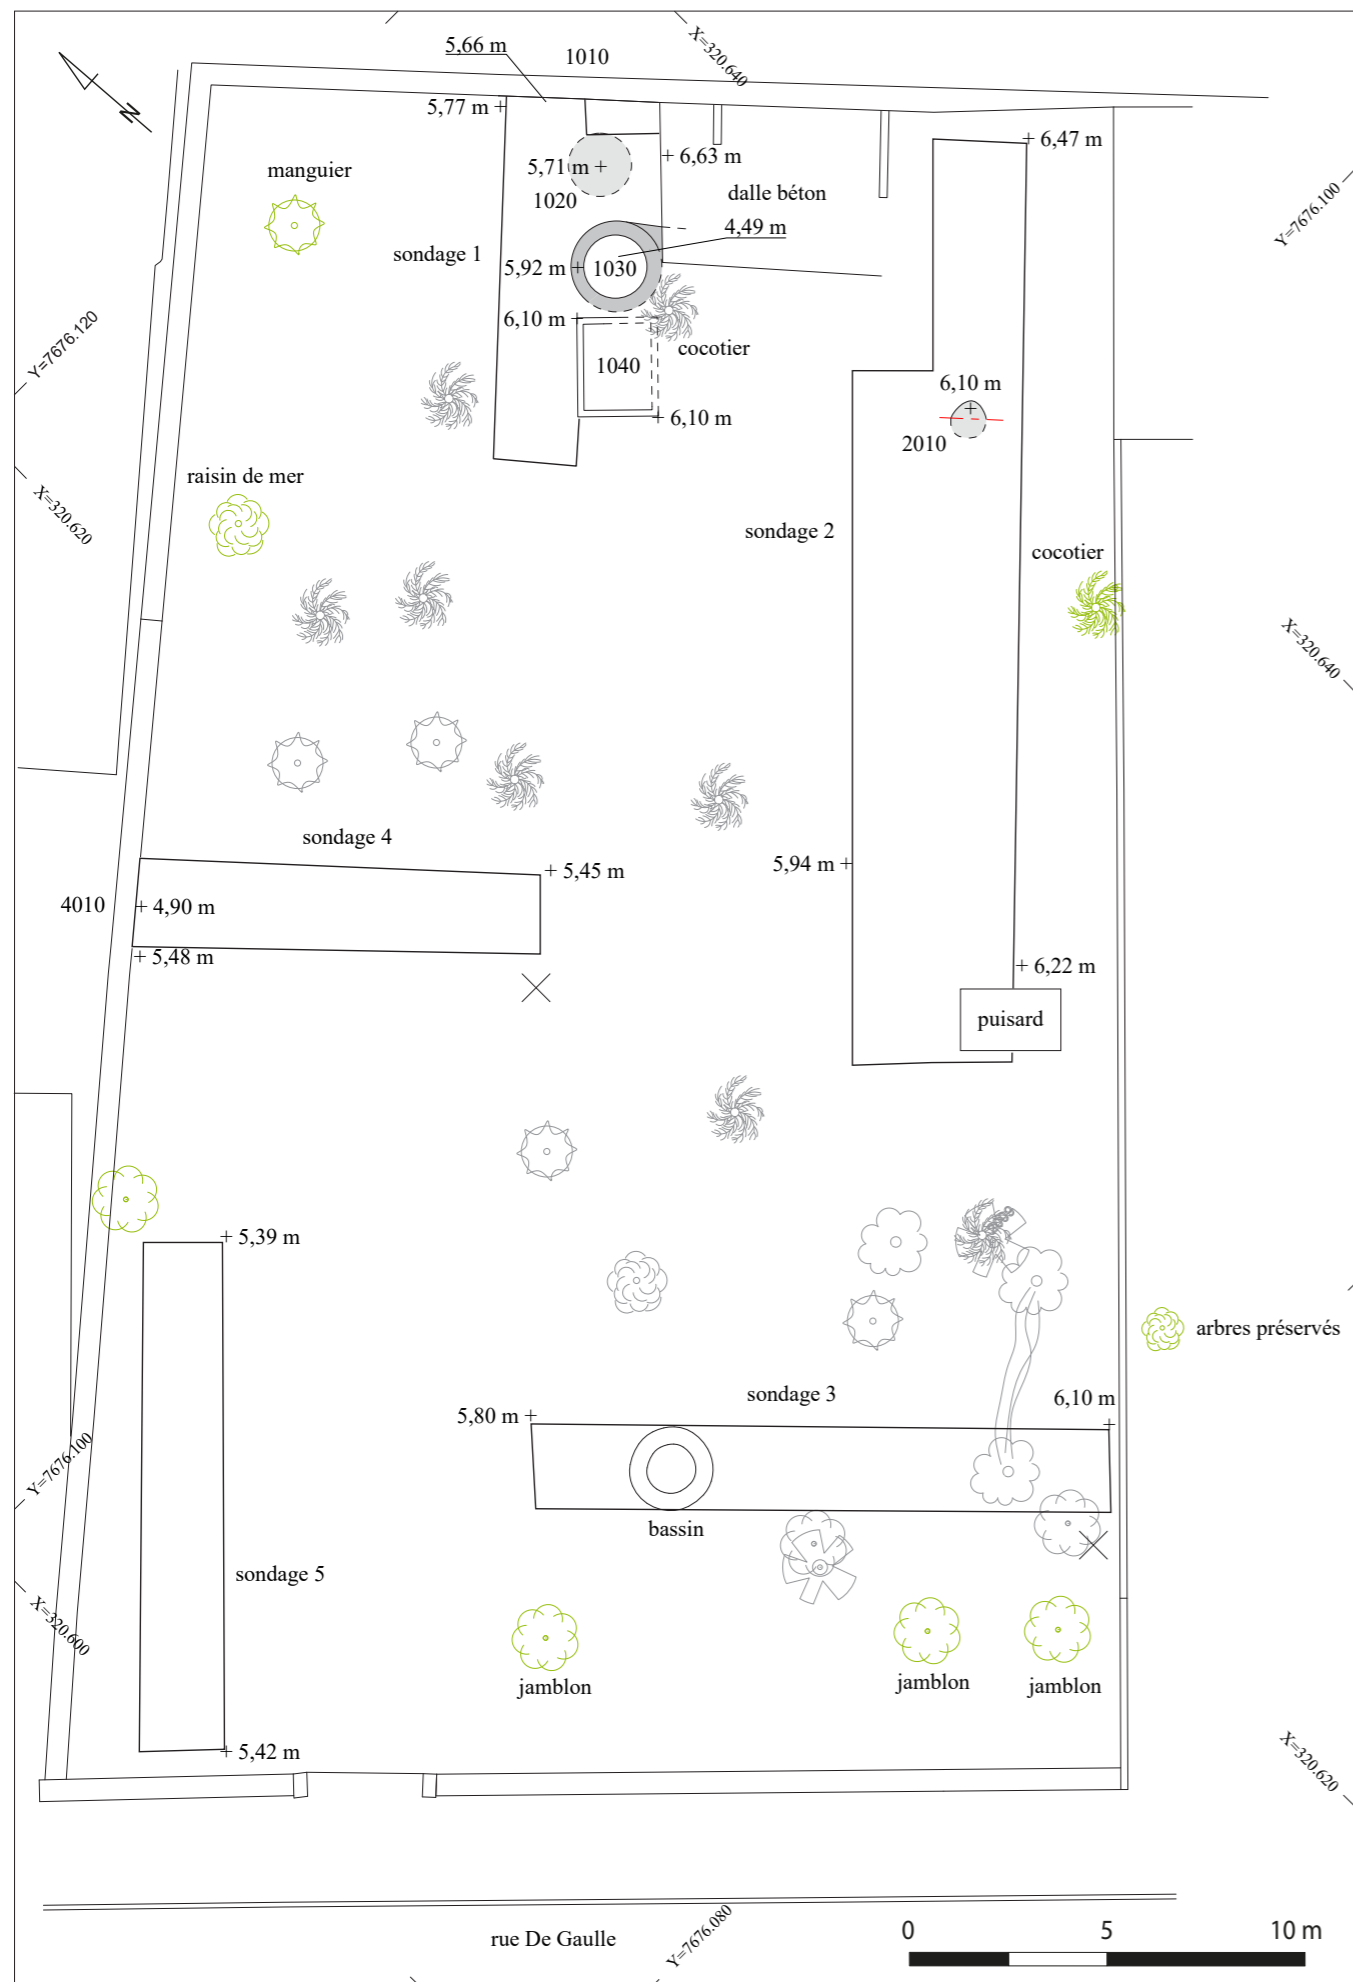 5,66 m
1010
X=320.640
N
5,77 m
manguier
5,71 m
6,63 m
6,47 m
1020
dalle béton
Y=7676.100
4,49 m
sondage 1
5,92 m
1030
6,10 m
Y=7676.120
1040
cocotier
6,10 m
6,10 m
2010
raisin de mer
X=320.620
sondage 2
cocotier
X=320.640
sondage 4
5,94 m
5,45 m
4010
4,90 m
5,48 m
6,22 m
puisard
5,39 m
arbres préservés
sondage 3
6,10 m
5,80 m
Y=7676.100
bassin
sondage 5
X=320.600
jamblon
jamblon
jamblon
5,42 m
X=320.620
rue De Gaulle
Y=7676.080
0 5 10 m